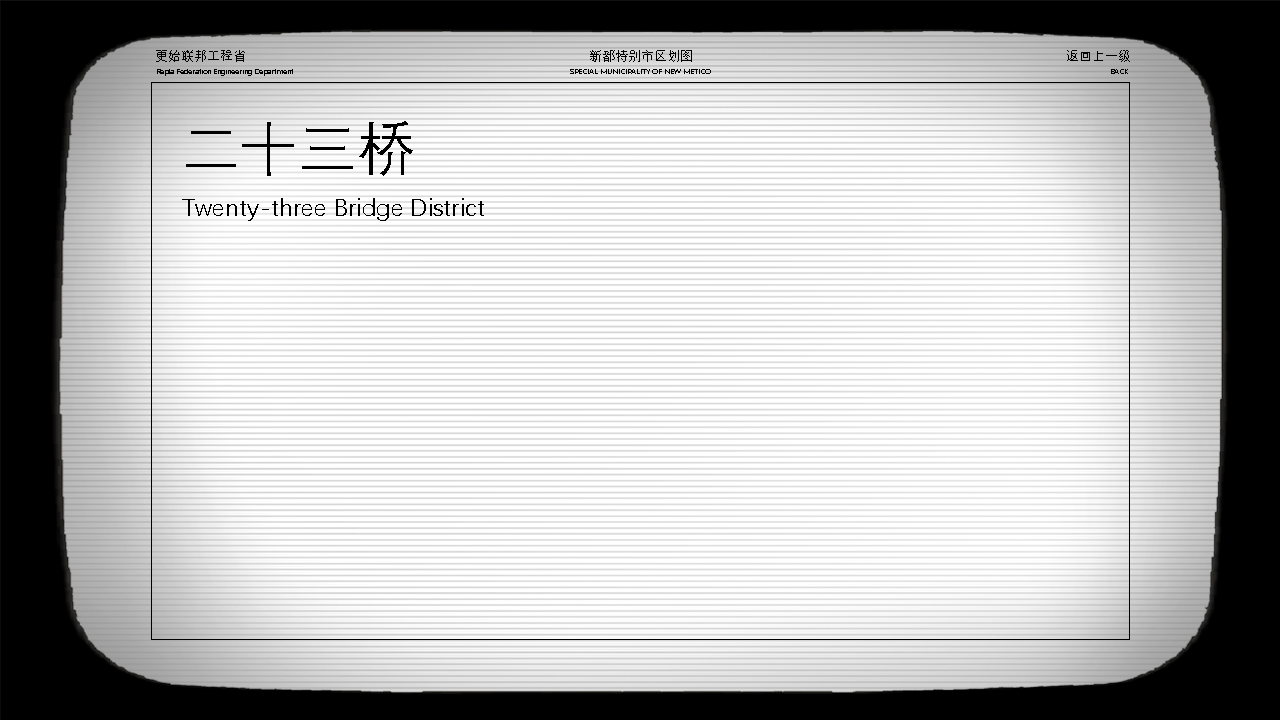 更始联邦工程省
Repla Federation Engineering Department
新都特别市区划图
SPECIAL MUNICIPALITY OF NEW METICO
返回上一级
BACK
二十三桥
Twenty-three Bridge District